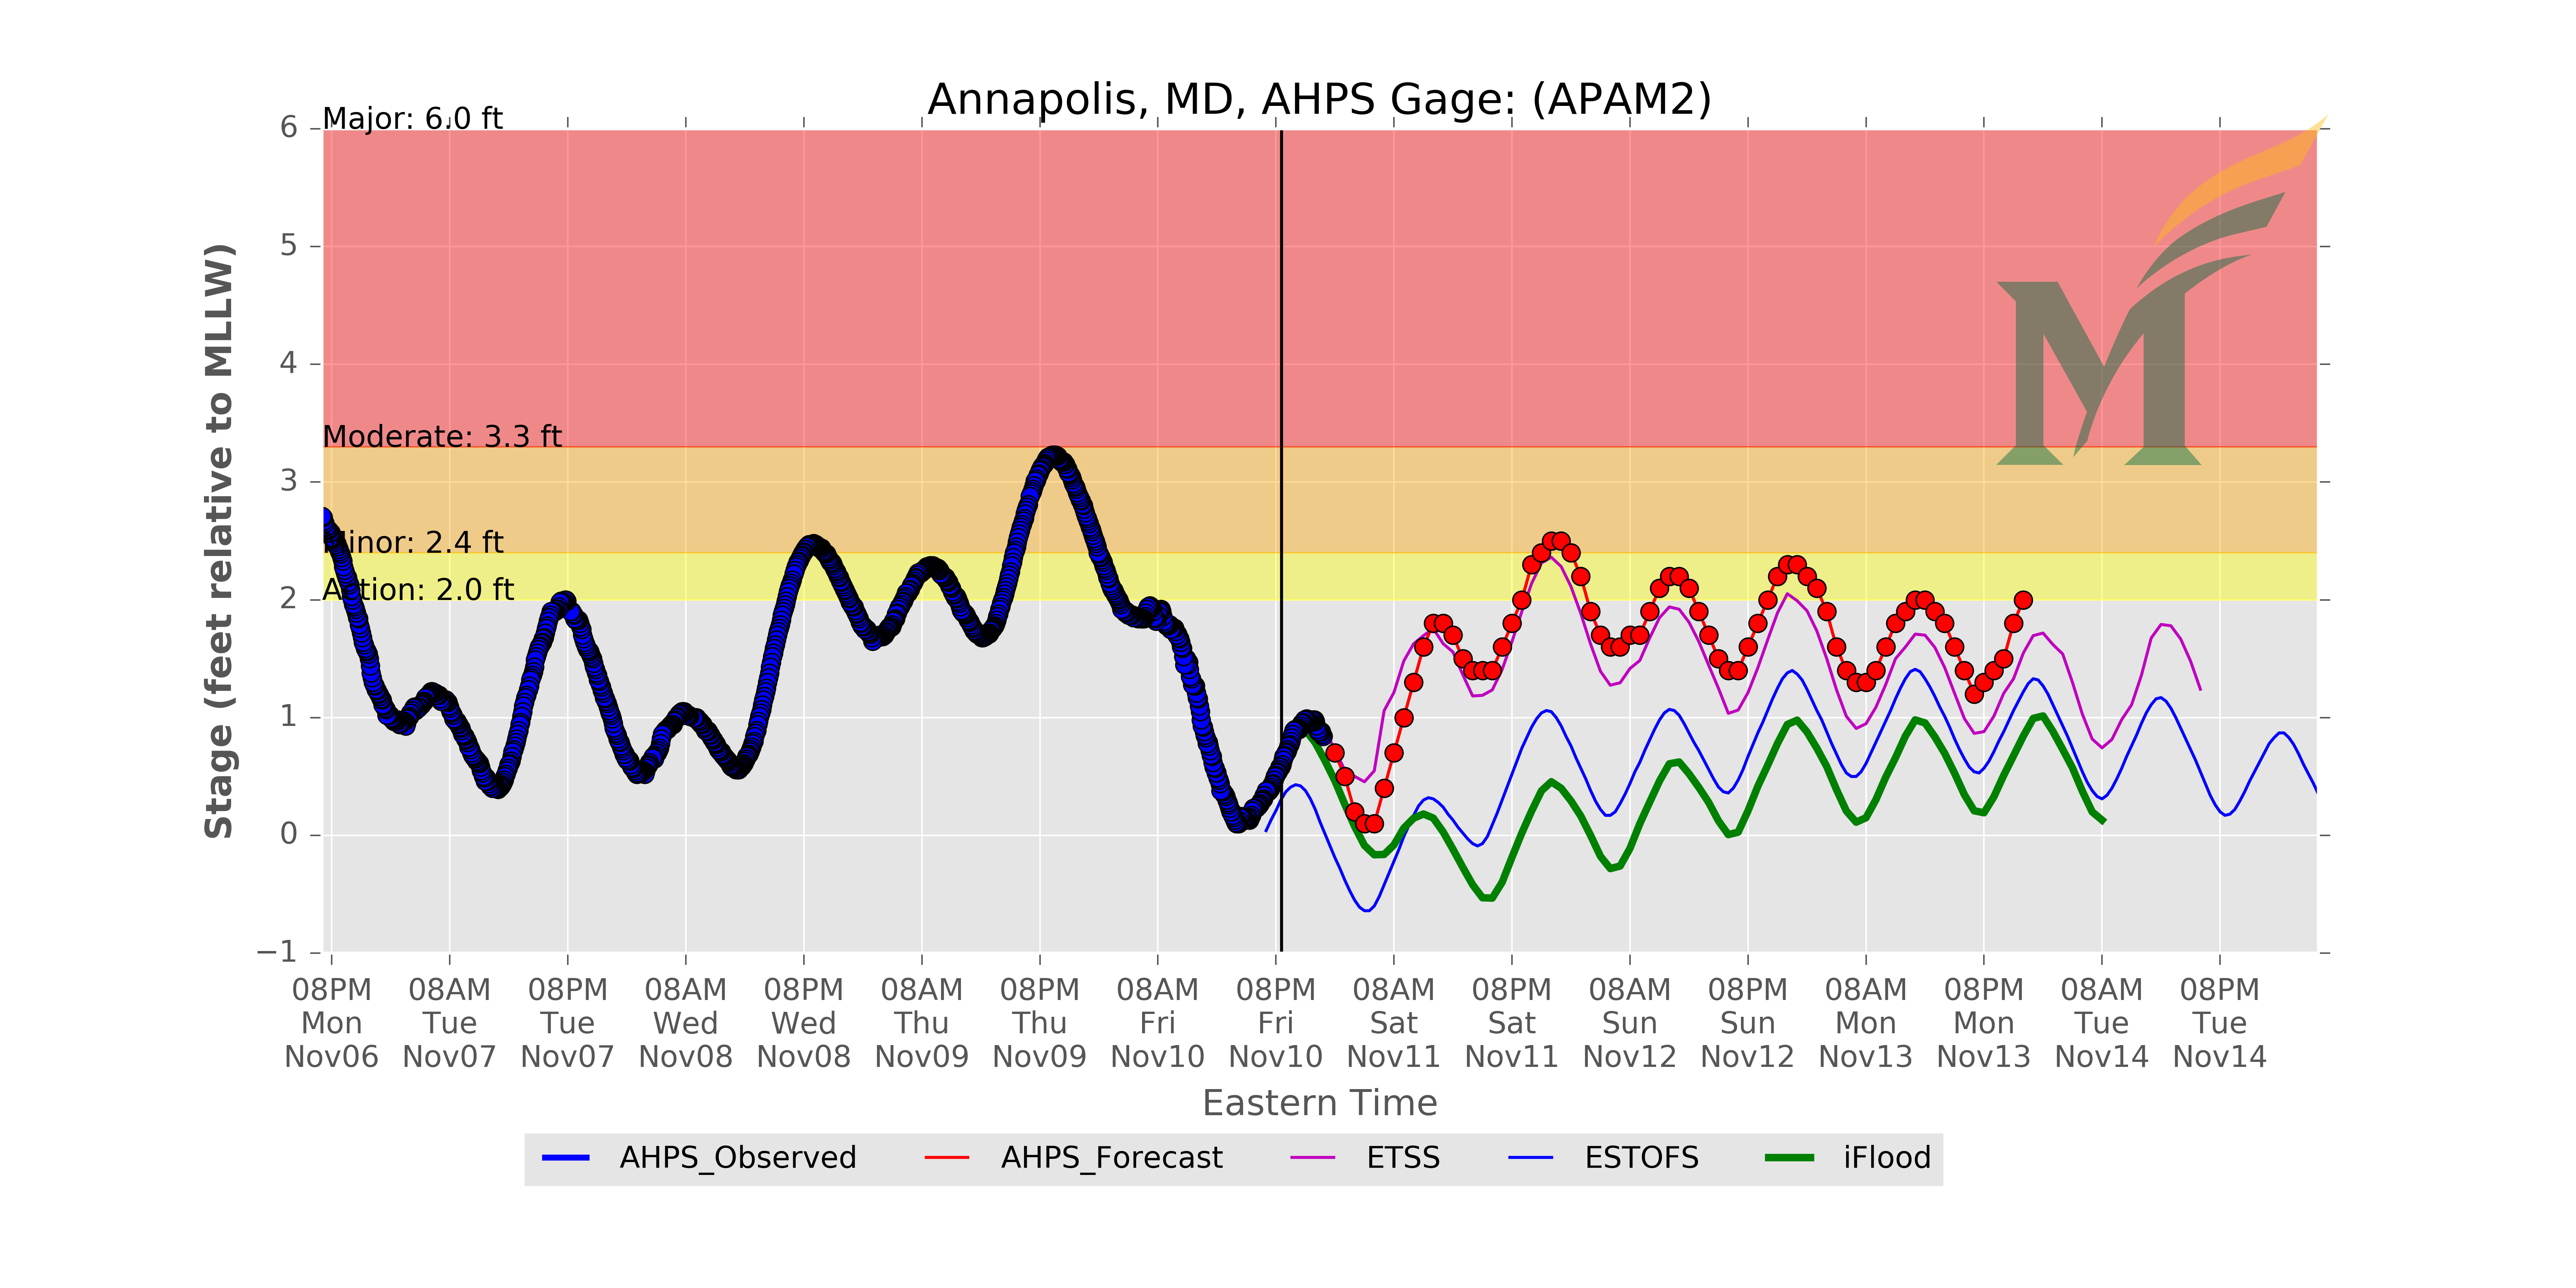 Annapolis, MD, AHPS Gage: (APAM2)
Major: 6.0 ft
Moderate: 3.3 ft
Minor: 2.4 ft
Action: 2.0 ft
Stage (feet relative to MLLW)
6
5
4
3
2
1
0
−1
08PM 08AM 08PM 08AM 08PM 08AM 08PM 08AM 08PM 08AM 08PM 08AM 08PM 08AM 08PM 08AM 08PM
Mon Tue Tue Wed Wed Thu Thu Fri Fri Sat Sat Sun Sun Mon Mon Tue Tue
Nov06 Nov07 Nov07 Nov08 Nov08 Nov09 Nov09 Nov10 Nov10 Nov11 Nov11 Nov12 Nov12 Nov13 Nov13 Nov14 Nov14
Eastern Time
AHPS_Observed AHPS_Forecast ETSS ESTOFS iFlood
M